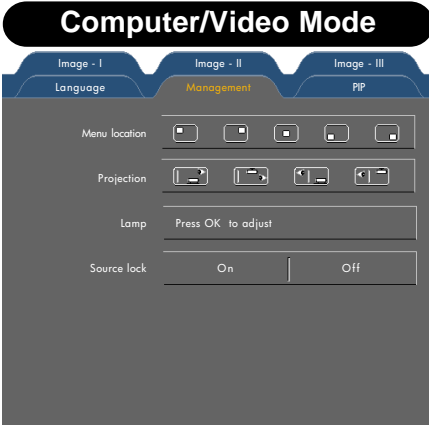 Computer/Video Mode
Image - I Image - II Image - III
Language Management PIP
Menu location
Projection
Lamp Press OK to adjust
Source lock On Off